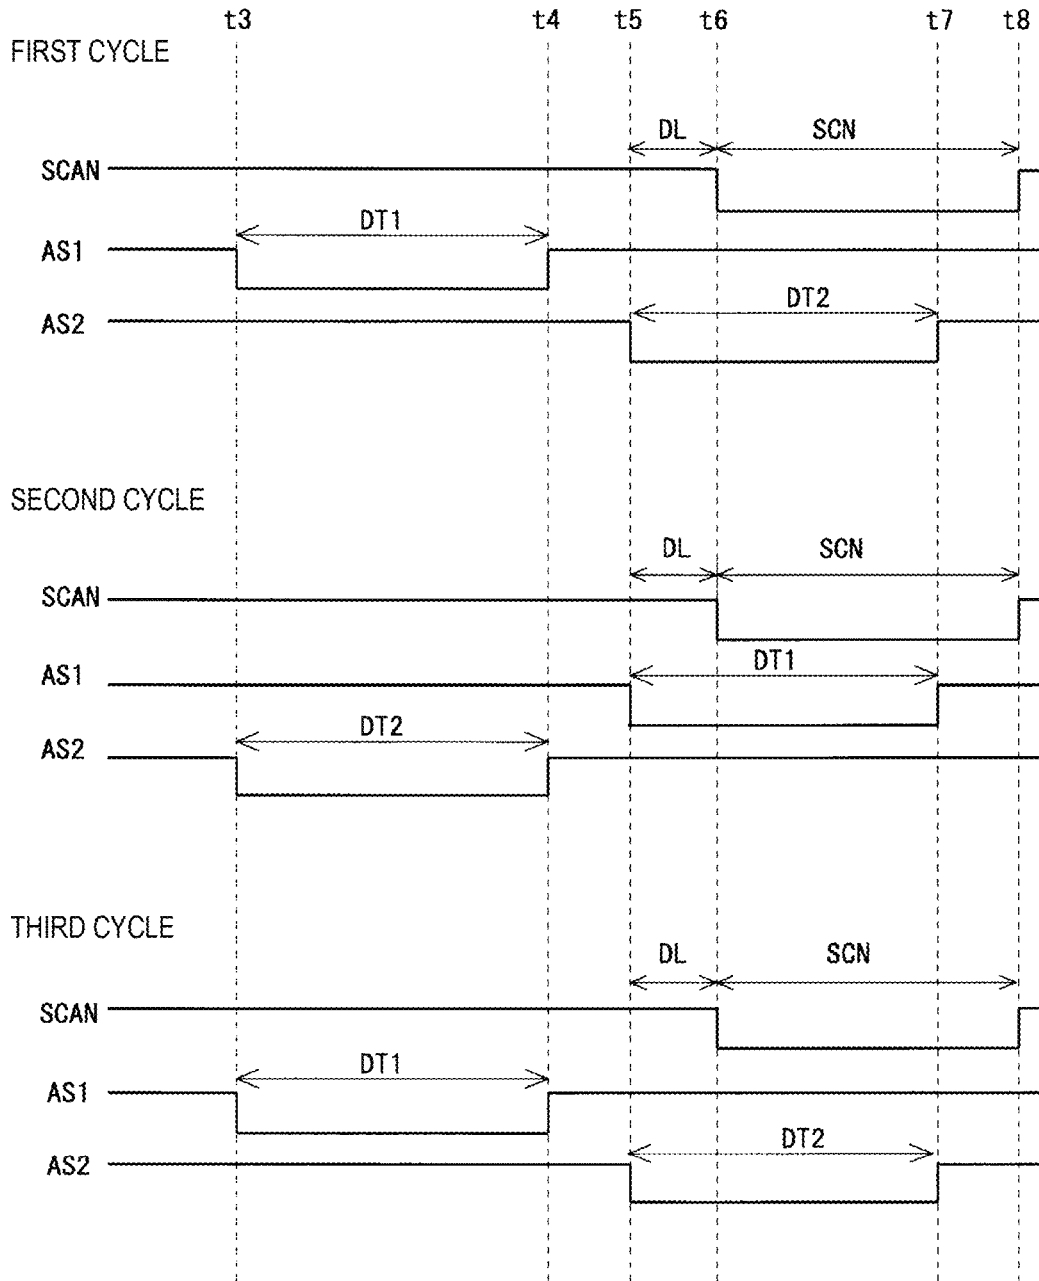 t3 t4 t5 t6 t7 t8
FIRST CYCLE
DL SCN
SCAN
DT1
AS1
DT2
AS2
SECOND CYCLE
DL SCN
SCAN
DT1
AS1
DT2
AS2
THIRD CYCLE
DL SCN
SCAN
DT1
AS1
DT2
AS2